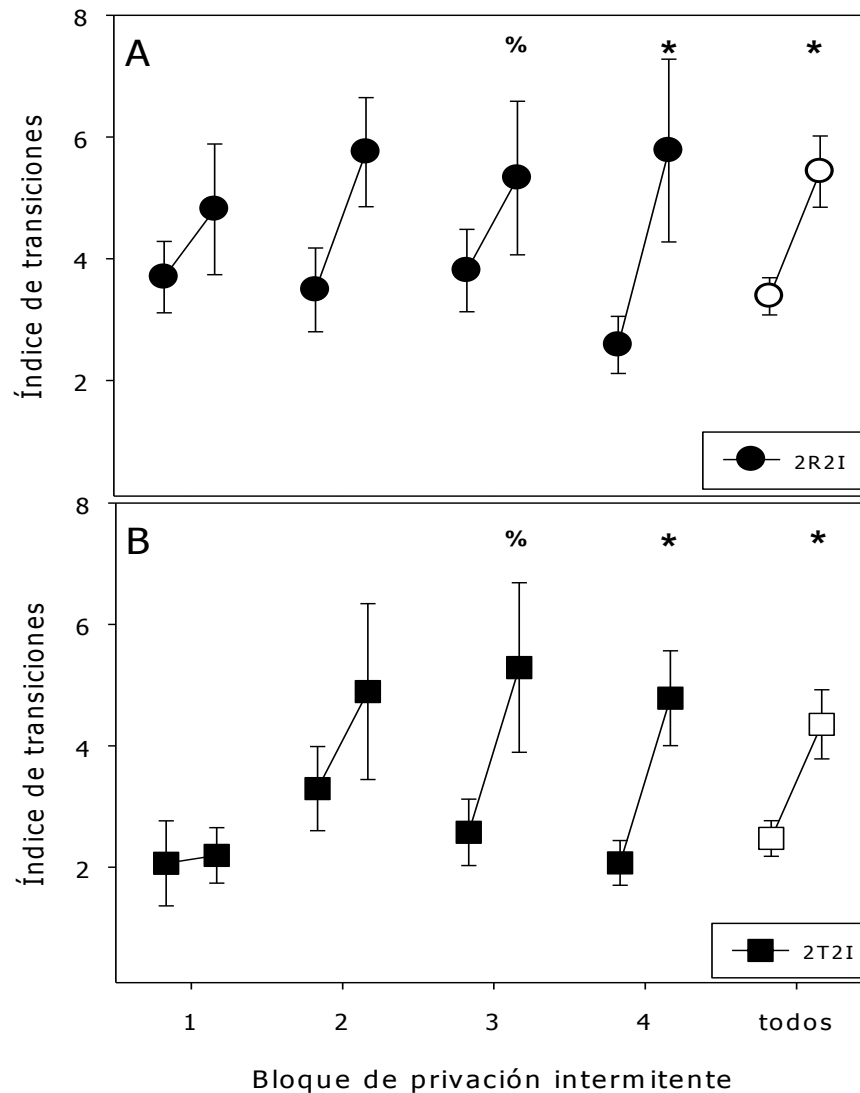 8
A
%
*
*
6
4
2
Índice de transiciones
2R2I
8
B
%
*
*
6
4
2
Índice de transiciones
2T2I
1 2 3 4 todos
Bloque de privación intermitente